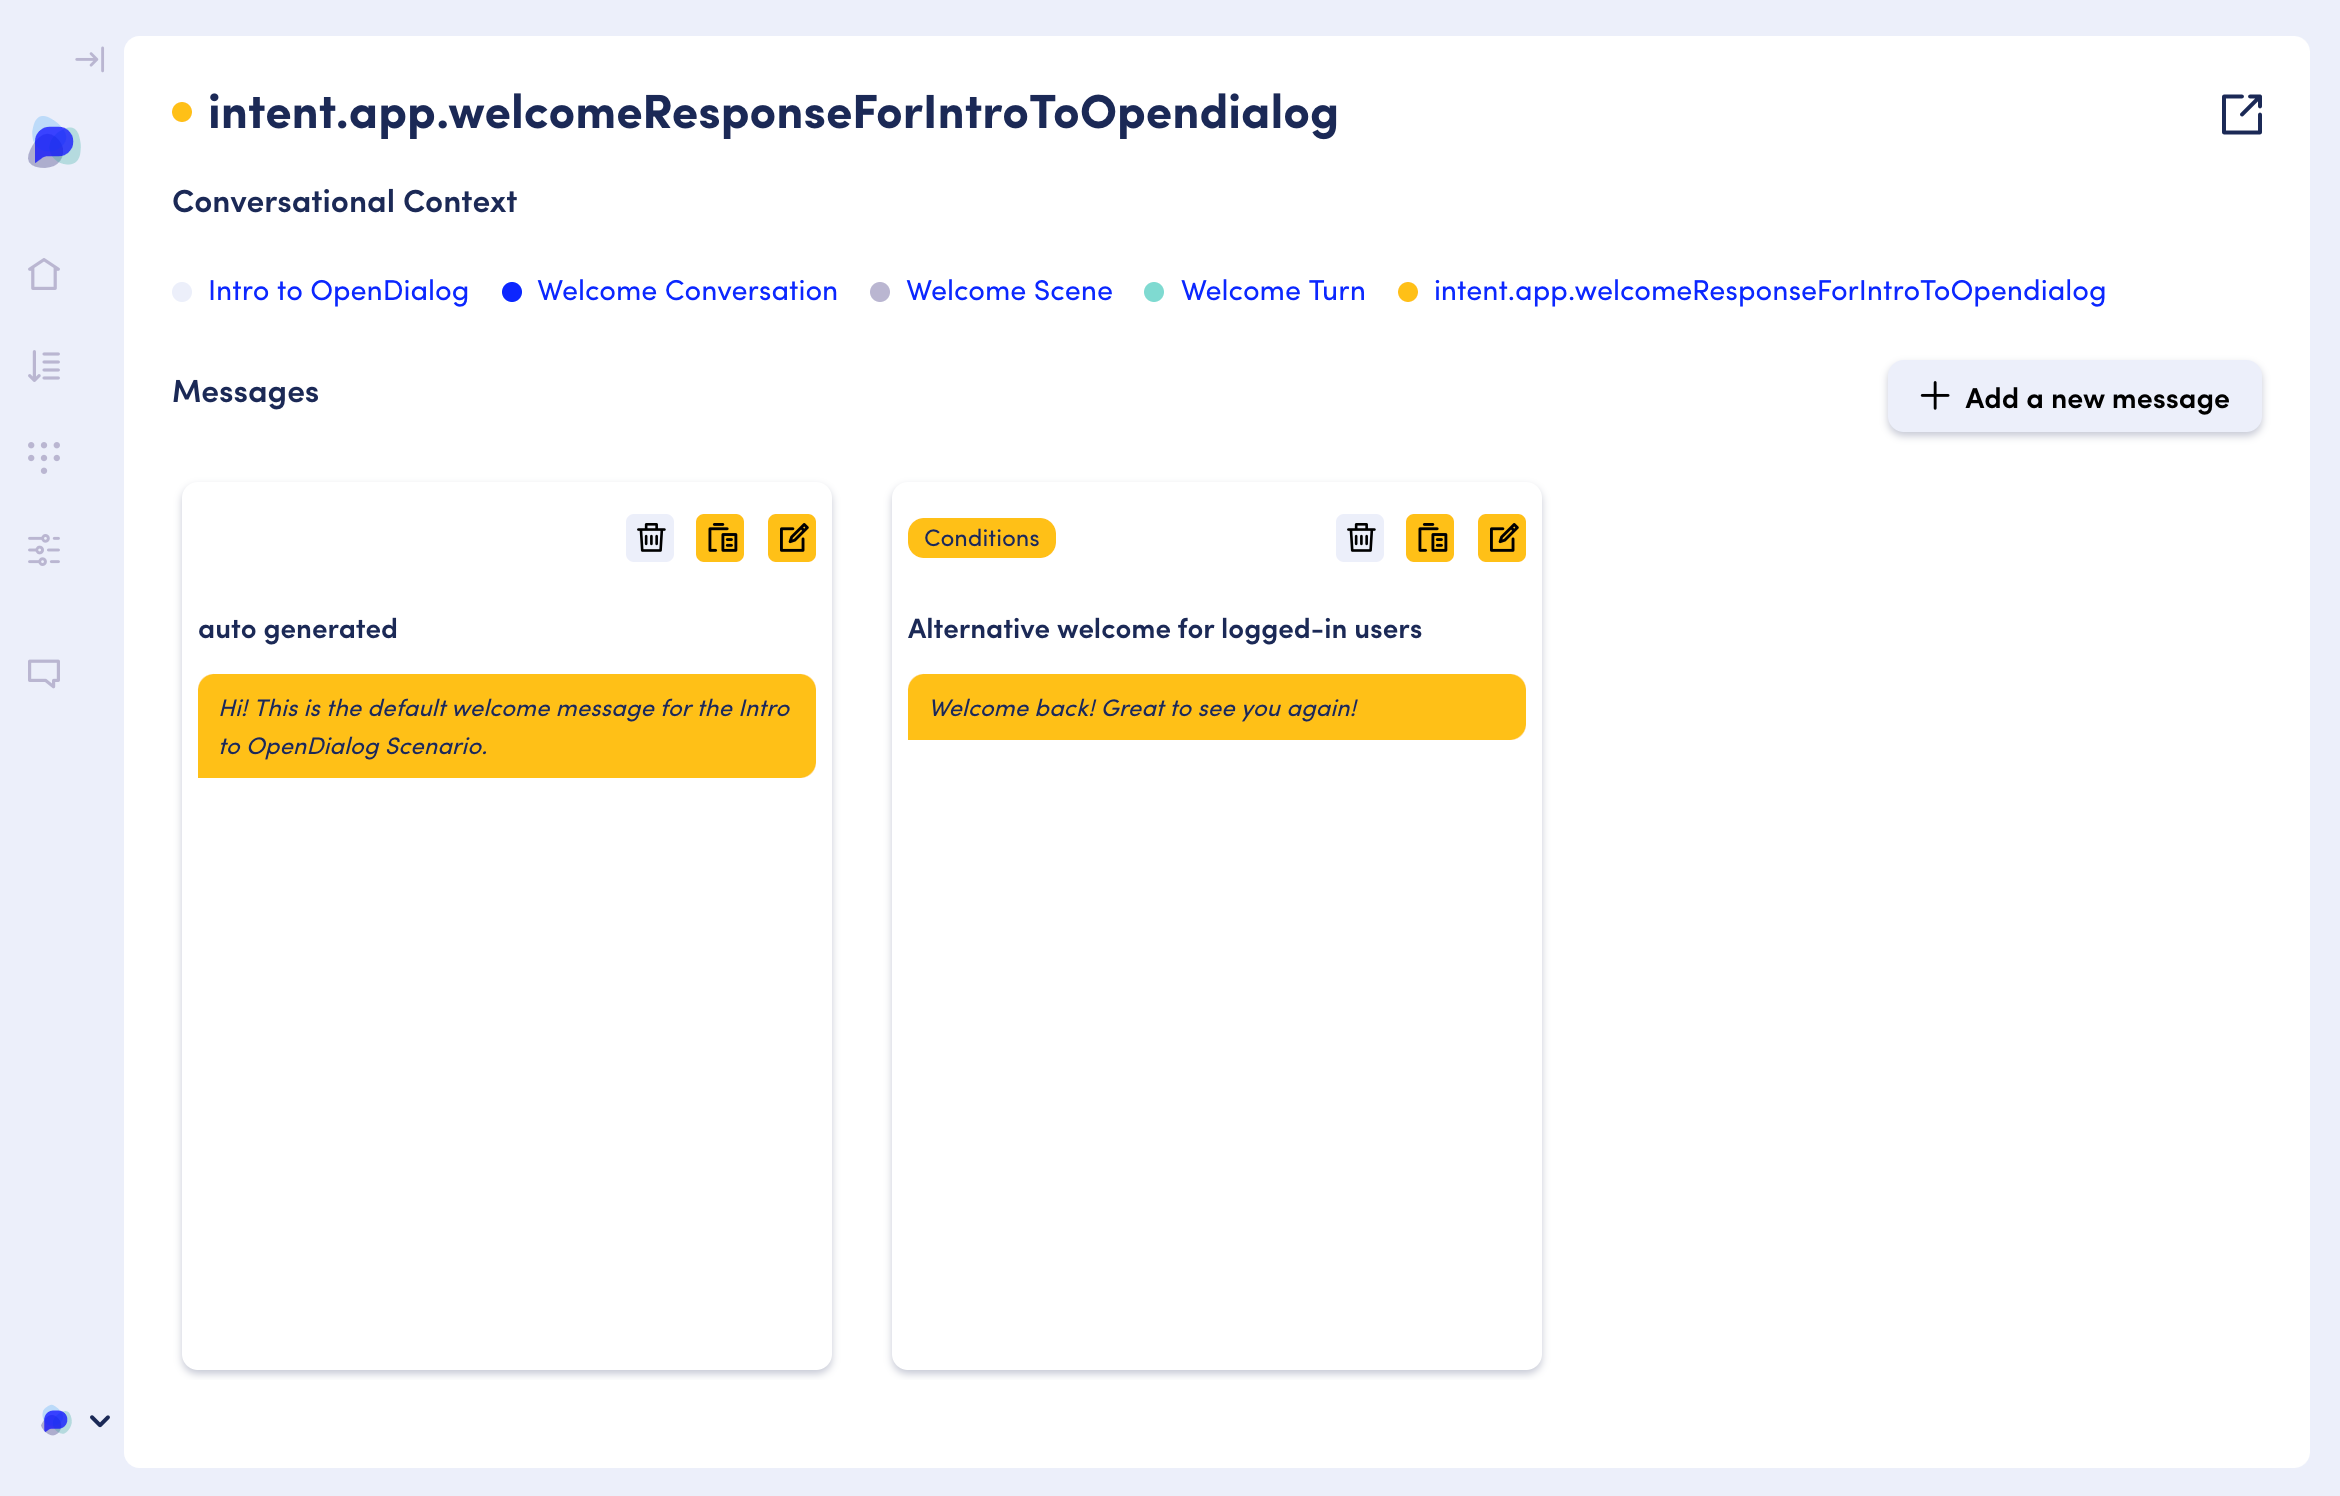 intent.app.welcomeResponseForIntroToOpendialog
Conversational Context
Intro to OpenDialog Welcome Conversation Welcome Scene Welcome Turn intent.app.welcomeResponseForIntroToOpendialog
Messages
Add a new message
auto generated
Hi! This is the default welcome message for the Intro
to OpenDialog Scenario.
Conditions
Alternative welcome for logged-in users
Welcome back! Great to see you again!